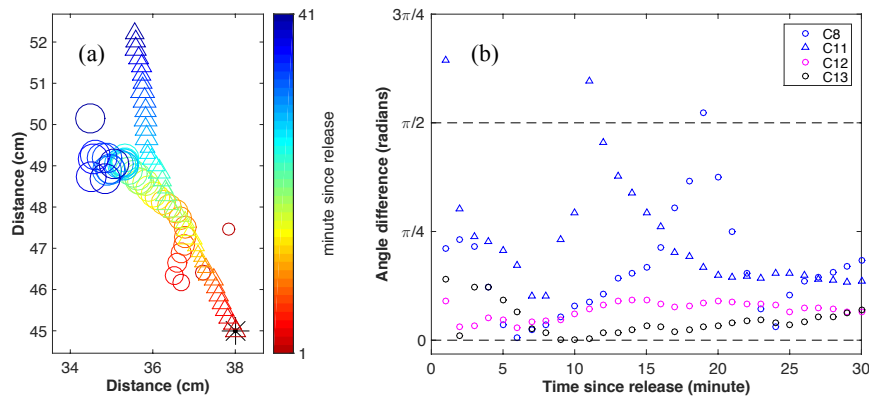 (a)
52
51
50
49
48
47
46
45
Distance (cm)
34
36
38
Distance (cm)
41
1
minute since release
(b)
3π/4
π/2
π/4
0
Angle difference (radians)
0
5
10
15
20
25
30
Time since release (minute)
C8
C11
C12
C13